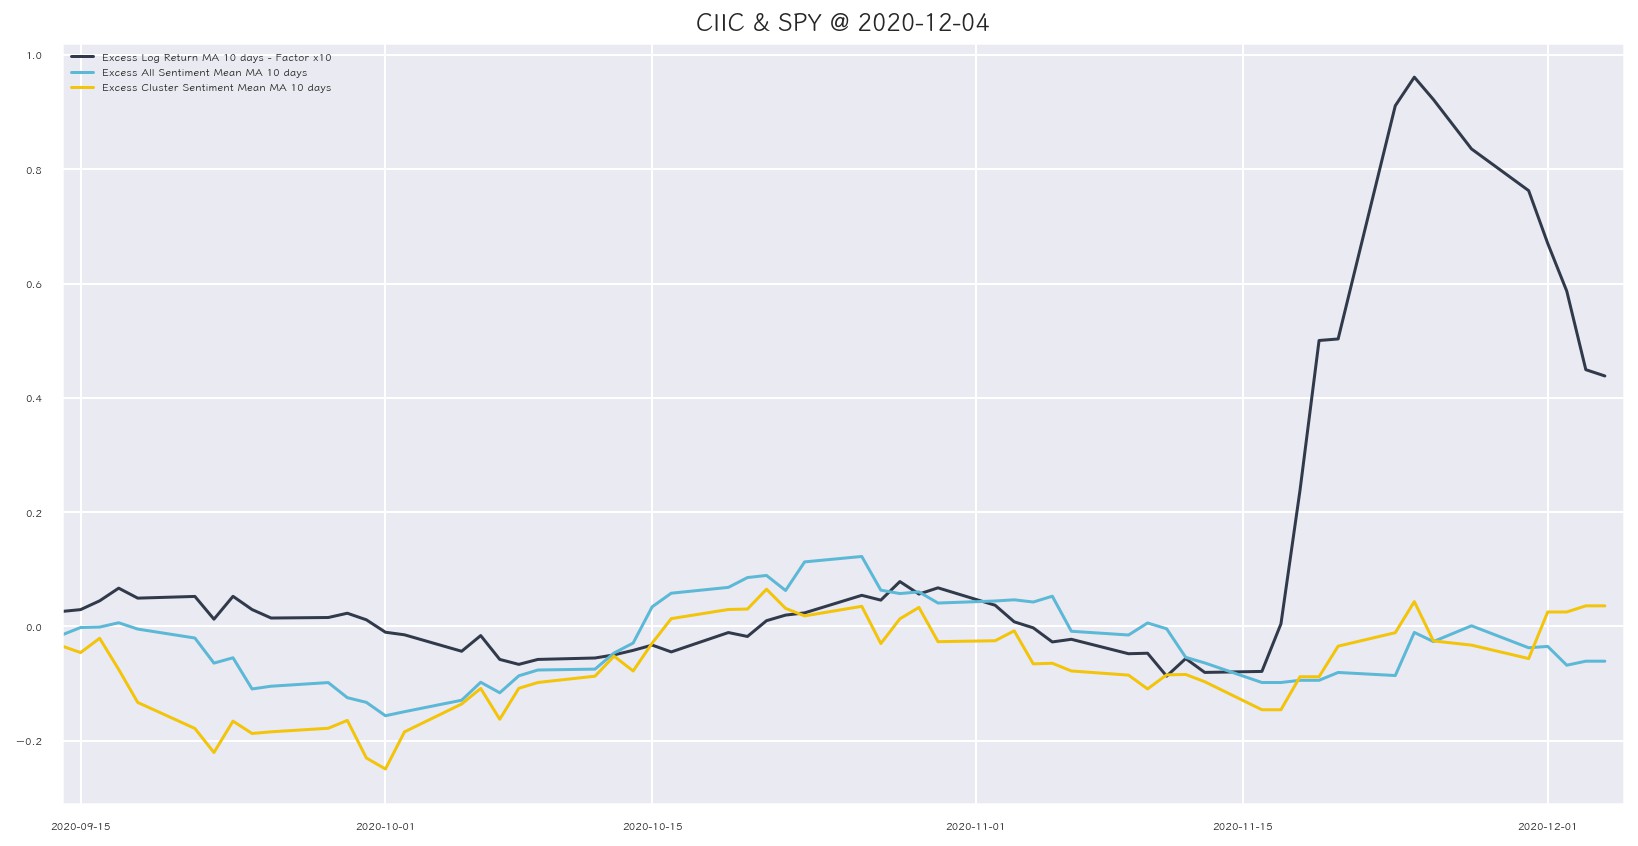 CIIC & SPY @ 2020-12-04
Excess Log Return MA 10 days - Factor x10
Excess All Sentiment Mean MA 10 days
Excess Cluster Sentiment Mean MA 10 days
1.0
0.8
0.6
0.4
0.2
0.0
−0.2
2020-09-15 2020-10-01 2020-10-15 2020-11-01 2020-11-15 2020-12-01